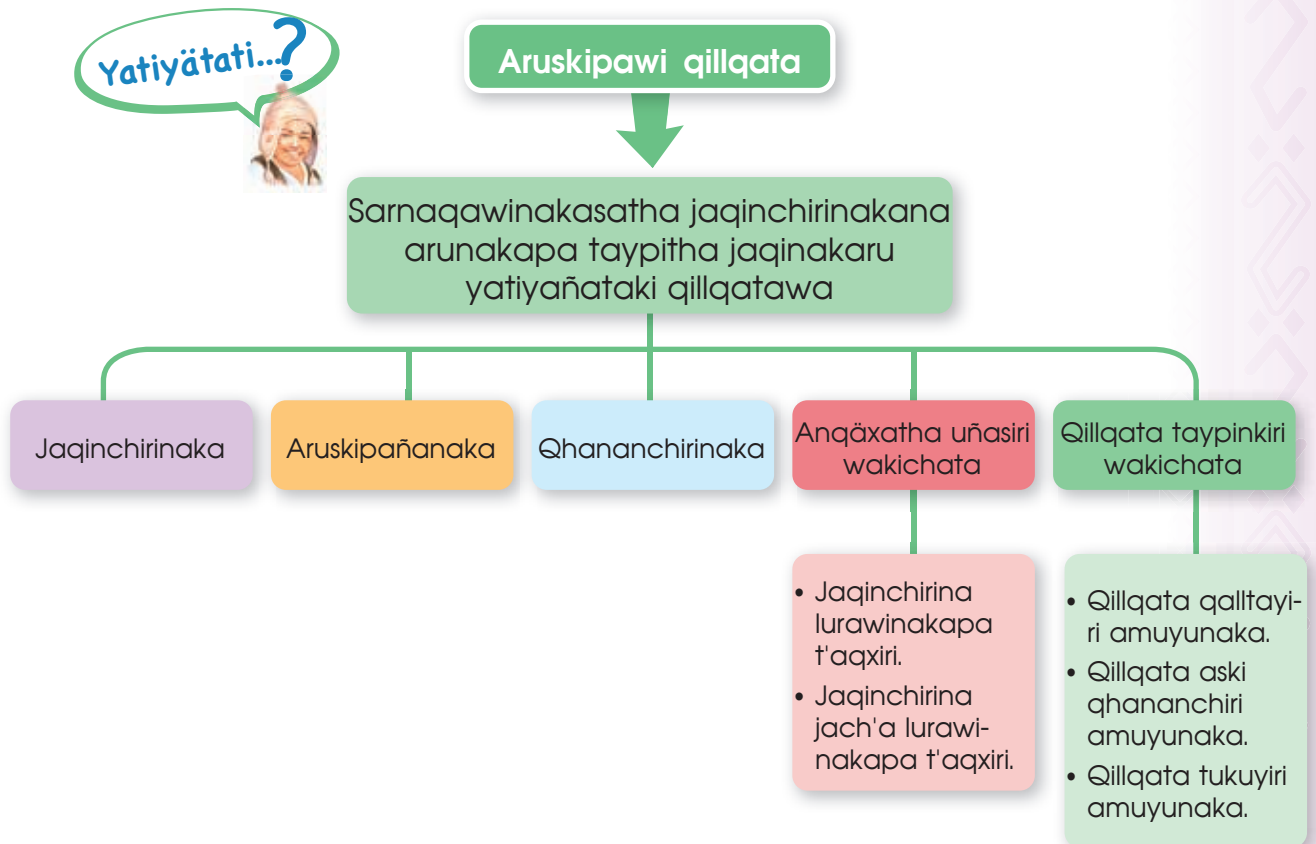 Yatiyätati...?
Aruskipawi qillqata
Sarnaqawinakasatha jaqinchirinakana
arunakapa taypitha jaqinakaru
yatiyañataki qillqatawa
Jaqinchirinaka
Aruskipañanaka
Qhananchirinaka
Anqäxatha uñasiri
wakichata
Qillqata taypinkiri
wakichata
• Jaqinchirina
lurawinakapa
t'aqxiri.
• Jaqinchirina
jach'a lurawi-
nakapa t'aqxiri.
• Qillqata qalltayi-
ri amuyunaka.
• Qillqata aski
qhananchiri
amuyunaka.
• Qillqata tukuyiri
amuyunaka.